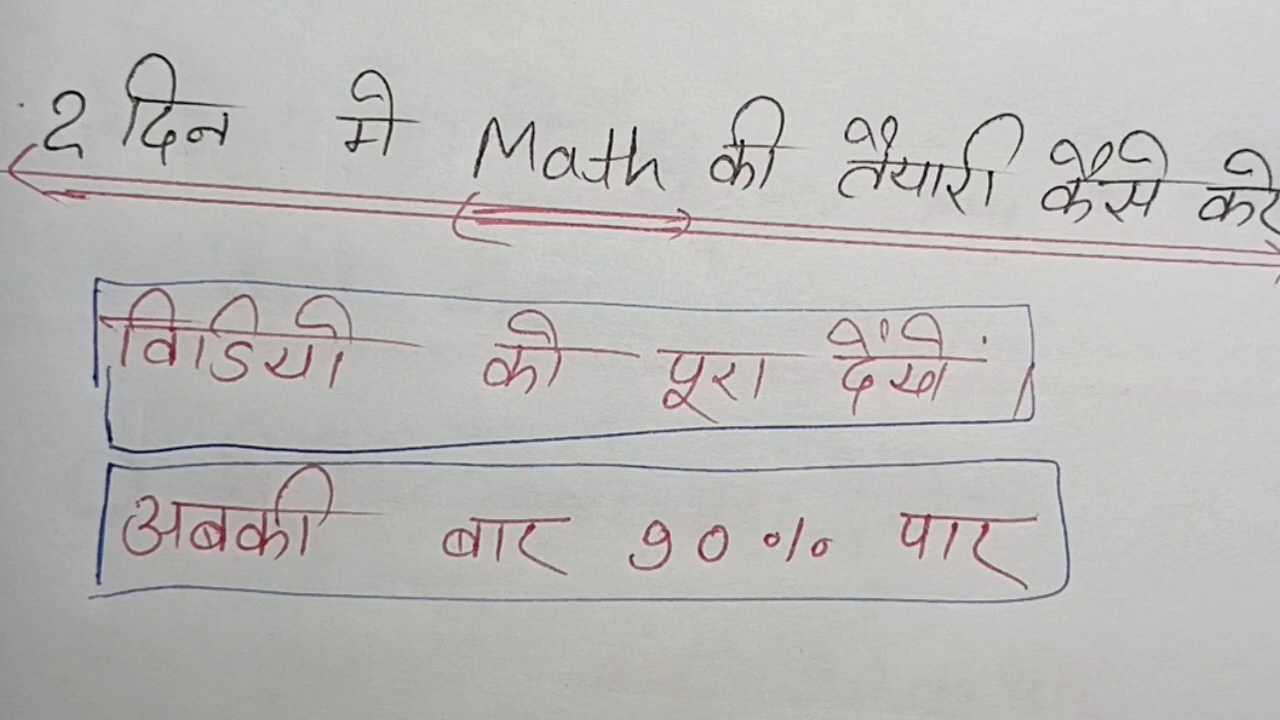 2 दिन मे Math की तैयारी कैसे करे
विडियो को पूरा देखे.
अबकी बार 90% पार